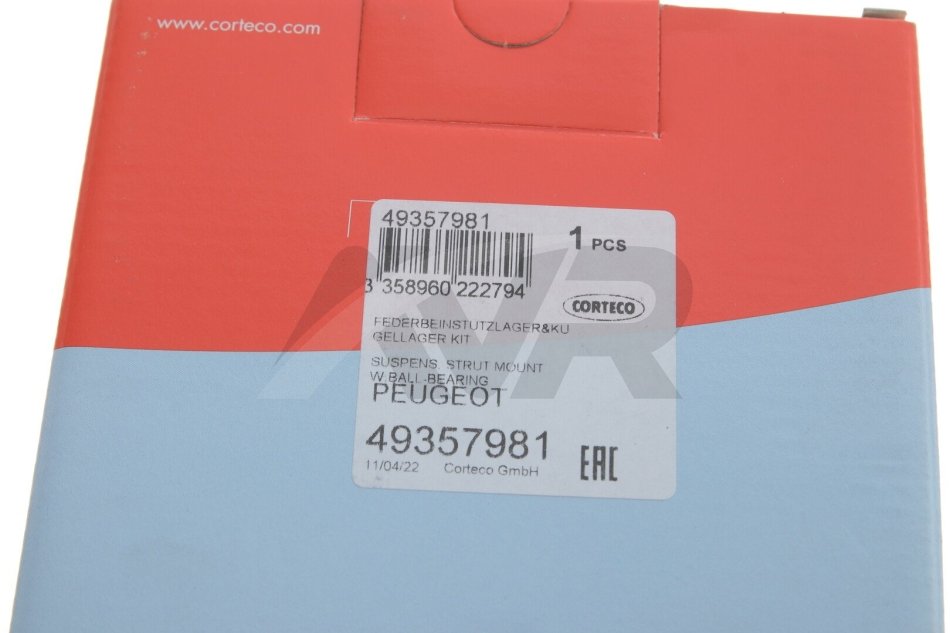 www.corteco.com
49357981
1 PCS
3 358960 222794
CORTECO
FEDERBEINSTUTZLAGER&KU
GELLAGER KIT
SUSPENS. STRUT MOUNT
W.BALL-BEARING
PEUGEOT
49357981
11/04/22 Corteco GmbH
EAC
AVR